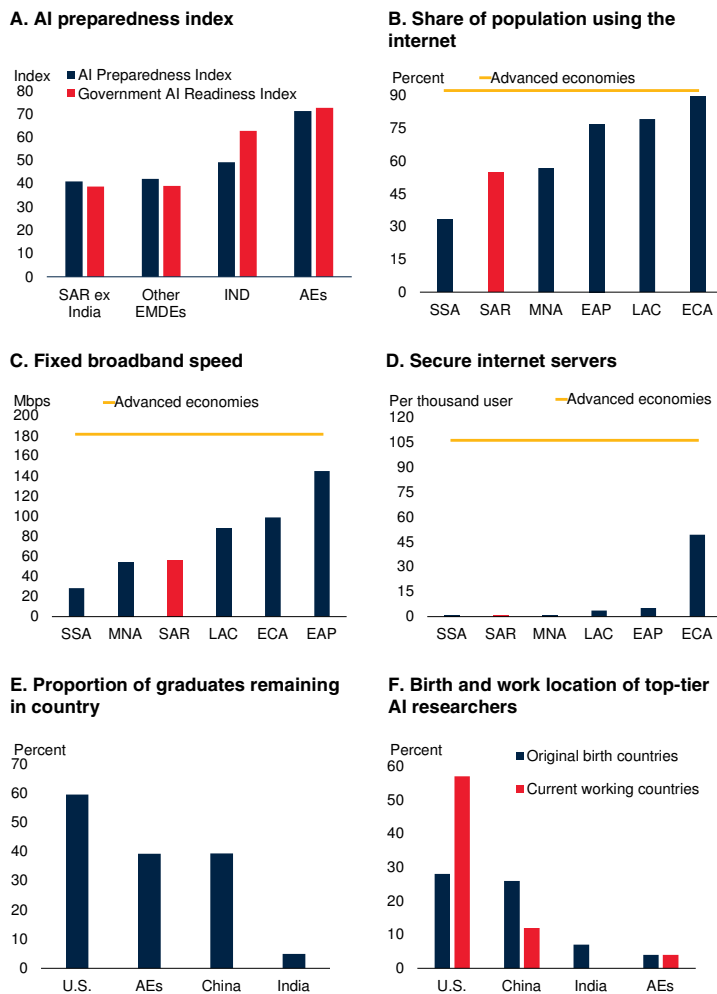 A. AI preparedness index
Index
AI Preparedness Index
Government AI Readiness Index
80
70
60
50
40
30
20
10
0
SAR ex India
Other EMDEs
IND
AEs
B. Share of population using the
internet
Percent
Advanced economies
90
75
60
45
30
15
0
SSA SAR MNA EAP LAC ECA
C. Fixed broadband speed
Mbps
Advanced economies
200
180
160
140
120
100
80
60
40
20
0
SSA MNA SAR LAC ECA EAP
D. Secure internet servers
Per thousand user
Advanced economies
120
105
90
75
60
45
30
15
0
SSA SAR MNA LAC EAP ECA
E. Proportion of graduates remaining
in country
Percent
70
60
50
40
30
20
10
0
U.S. AEs China India
F. Birth and work location of top-tier
AI researchers
Percent
Original birth countries
Current working countries
60
50
40
30
20
10
0
U.S. China India AEs